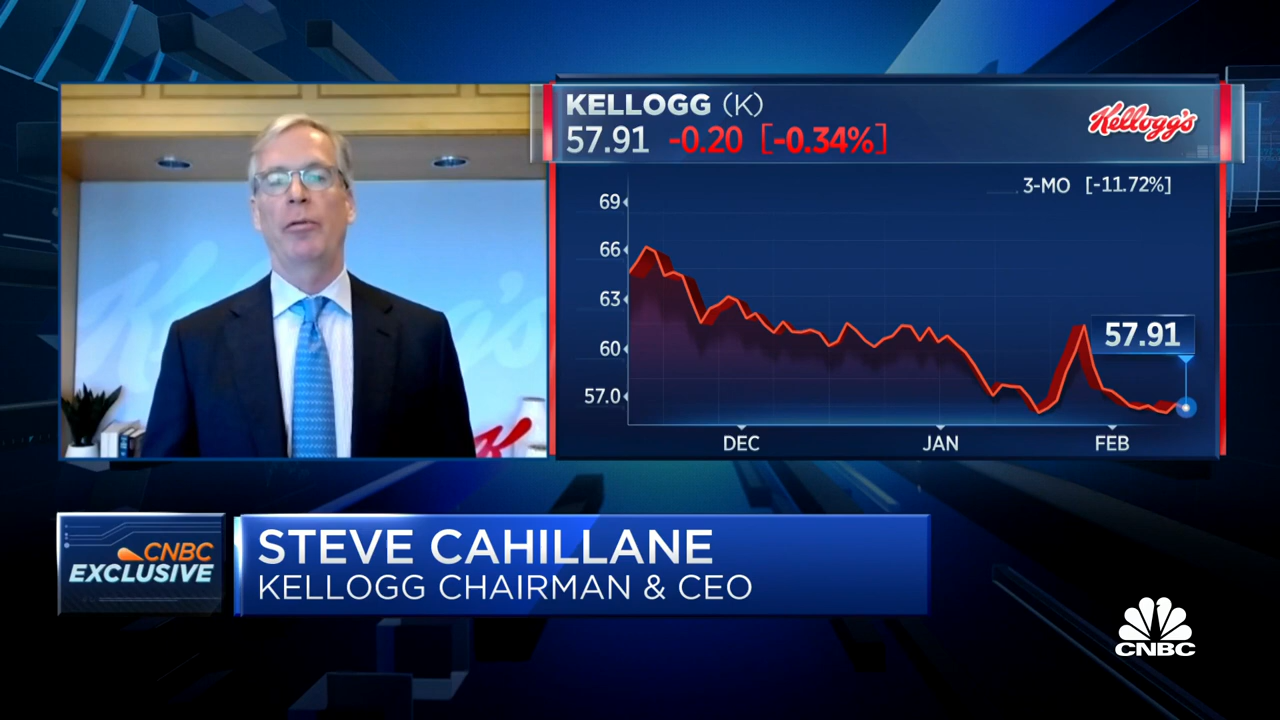 KELLOGG (K)
57.91 -0.20 [-0.34%]
Kellogg's
3-MO [-11.72%]
69
66
63
60
57.0
57.91
DEC JAN FEB
Kellogg's
K
CNBC
EXCLUSIVE
STEVE CAHILLANE
KELLOGG CHAIRMAN & CEO
CNBC